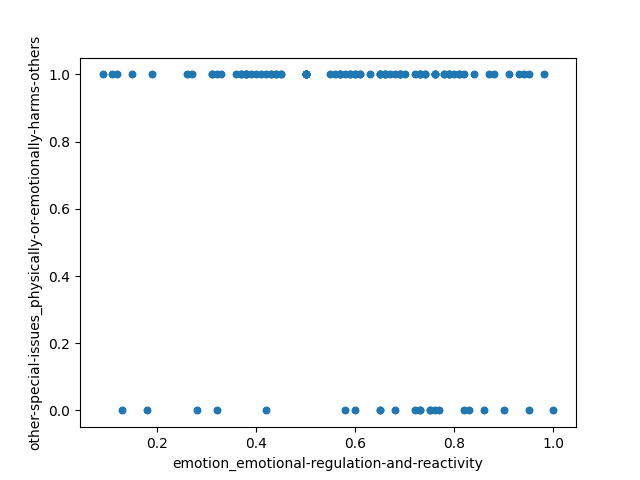 other-special-issues_physically-or-emotionally-harms-others
1.0
0.8
0.6
0.4
0.2
0.0
0.2 0.4 0.6 0.8 1.0
emotion_emotional-regulation-and-reactivity